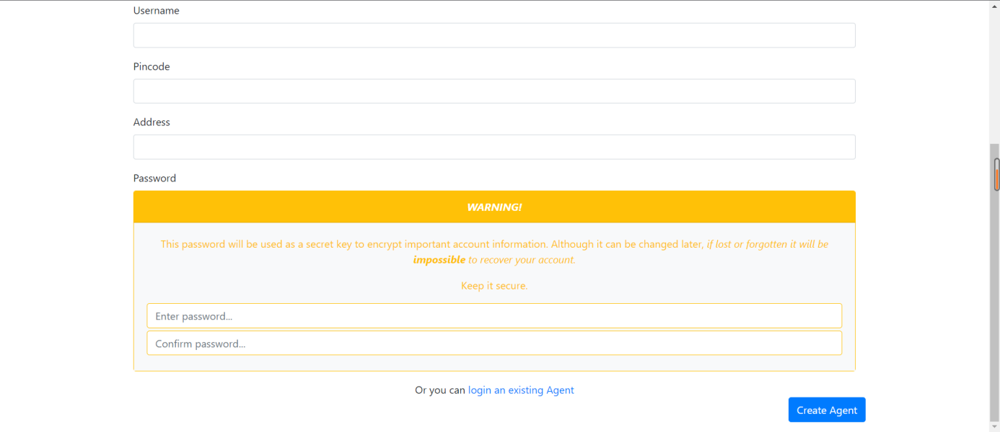 Username
Pincode
Address
Password
WARNING!
This password will be used as a secret key to encrypt important account information. Although it can be changed later, if lost or forgotten it will be
impossible to recover your account.
Keep it secure.
Enter password...
Confirm password...
Or you can login an existing Agent
Create Agent